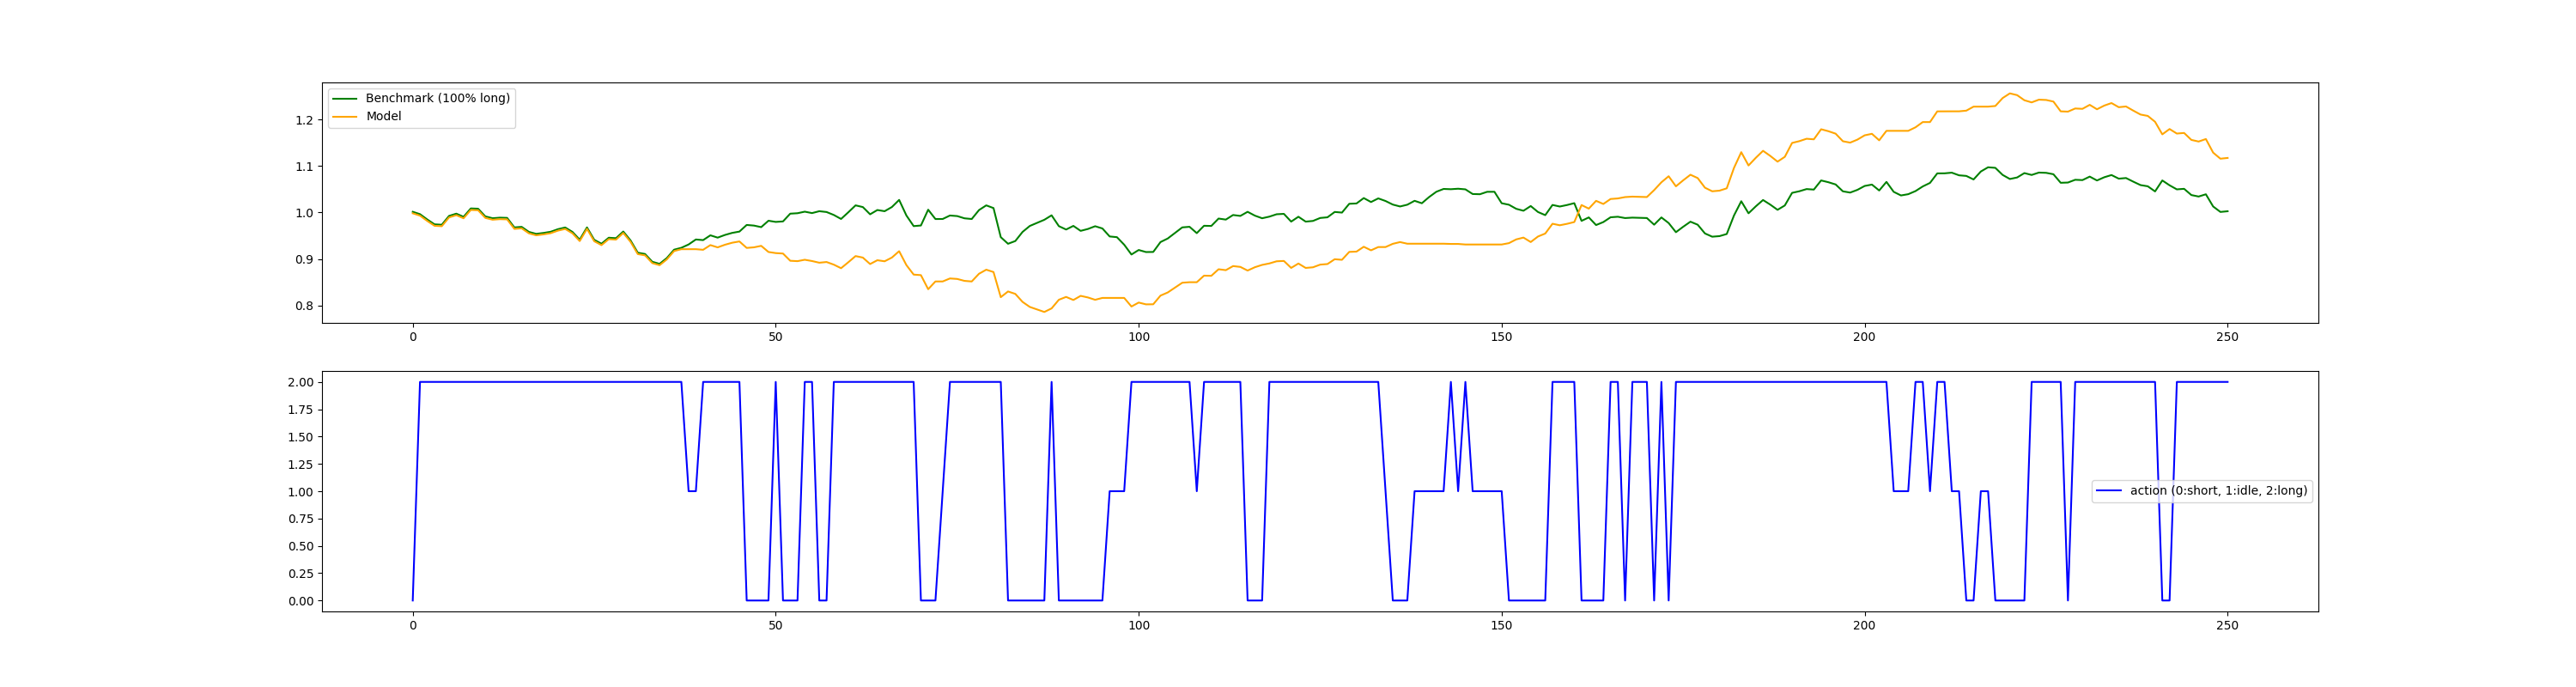 Benchmark (100% long)
Model
1.2
1.1
1.0
0.9
0.8
0 50 100 150 200 250
2.00
1.75
1.50
1.25
1.00
0.75
0.50
0.25
0.00
action (0:short, 1:idle, 2:long)
0 50 100 150 200 250